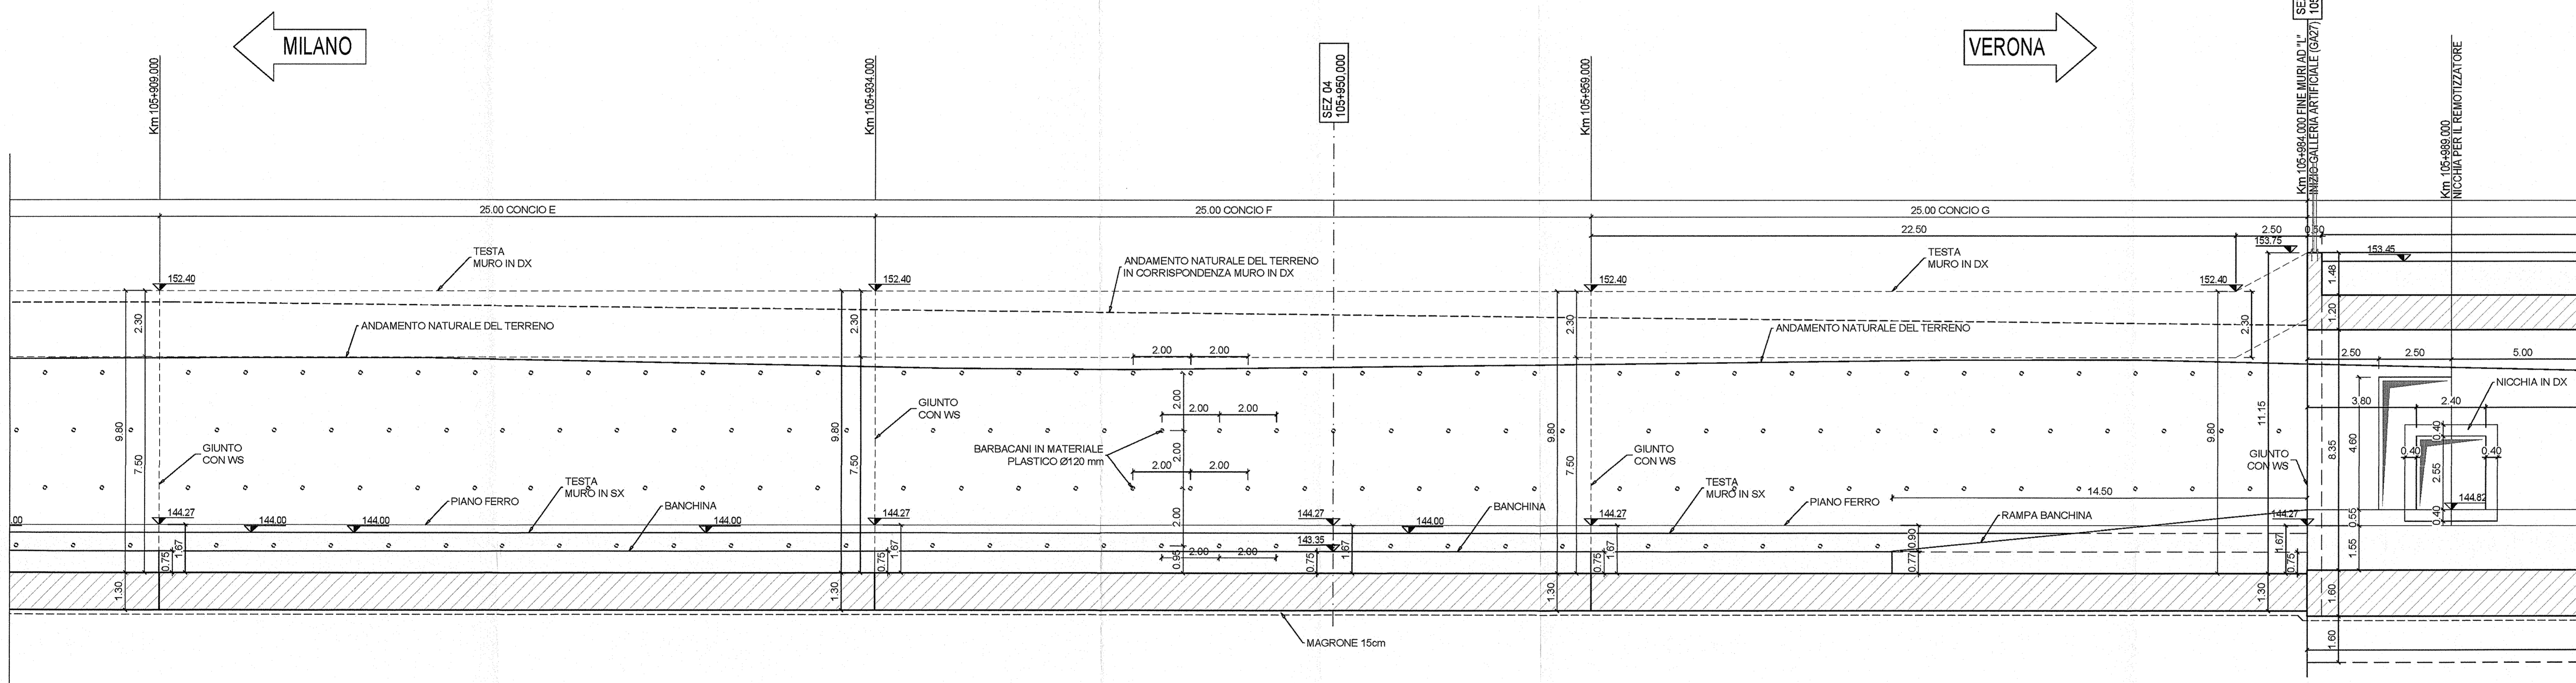 MILANO
VERONA
Km 105+909.000
Km 105+934.000
SEZ 04
105+950.000
Km 105+959.000
Km 105+984.000 FINE MURI AD "L"
INIZIO GALLERIA ARTIFICIALE (GA27)
Km 105+989.000
NICCHIA PER IL REMOTIZZATORE
25.00 CONCIO E
25.00 CONCIO F
25.00 CONCIO G
22.50
2.50
0.50
153.75
153.45
TESTA
MURO IN DX
ANDAMENTO NATURALE DEL TERRENO
IN CORRISPONDENZA MURO IN DX
TESTA
MURO IN DX
152.40
152.40
152.40
152.40
1.48
1.20
2.30
2.30
2.30
2.30
ANDAMENTO NATURALE DEL TERRENO
ANDAMENTO NATURALE DEL TERRENO
2.00
2.00
2.50
2.50
5.00
NICCHIA IN DX
3.80
2.40
GIUNTO
CON WS
GIUNTO
CON WS
GIUNTO
CON WS
GIUNTO
CON WS
9.80
7.50
9.80
7.50
9.80
7.50
9.80
11.15
8.35
4.60
2.00
2.00
2.00
BARBACANI IN MATERIALE
PLASTICO Ø120 mm
2.00
2.00
2.00
2.00
0.40
0.40
0.40
2.55
0.40
144.82
TESTA
MURO IN SX
PIANO FERRO
BANCHINA
TESTA
MURO IN SX
PIANO FERRO
BANCHINA
RAMPA BANCHINA
14.50
.00
144.27
144.00
144.00
144.00
144.27
144.27
144.00
144.27
144.27
143.35
0.75
1.67
0.75
1.67
0.95
2.00
2.00
0.75
1.67
0.75
1.67
0.77
0.90
1.67
0.75
0.55
1.55
1.30
1.30
1.30
1.30
1.60
1.60
MAGRONE 15cm